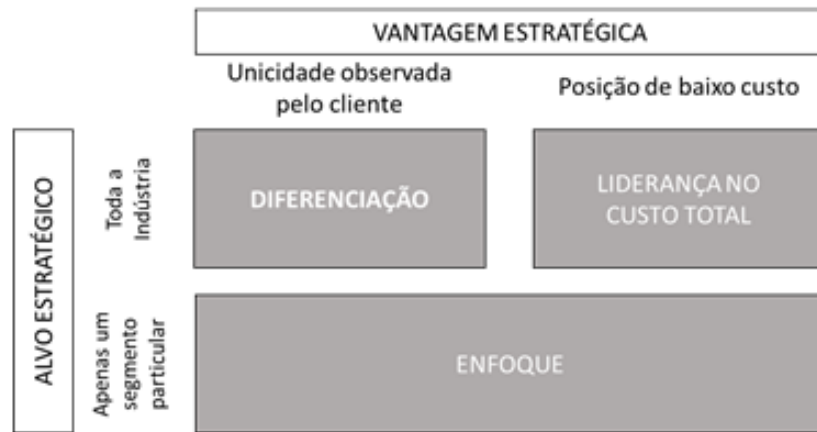 VANTAGEM ESTRATÉGICA
Unicidade observada
pelo cliente
Posição de baixo custo
ALVO ESTRATÉGICO
Toda a
Indústria
DIFERENCIAÇÃO
LIDERANÇA NO
CUSTO TOTAL
Apenas um
segmento
particular
ENFOQUE